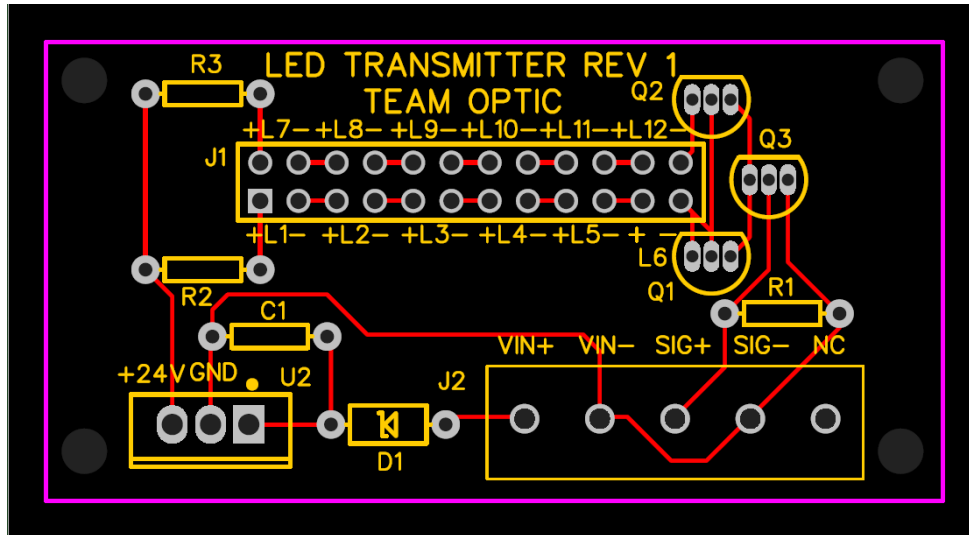 R3
LED TRANSMITTER REV 1
TEAM OPTIC
Q2
+L7-+L8- +L9- +L10-+L11-+L12-
Q3
J1
+L1- +L2- +L3- +L4-+L5- + -
L6
Q1
R2
R1
C1
VIN+ VIN- SIG+ SIG- NC
+24V GND U2
J2
D1